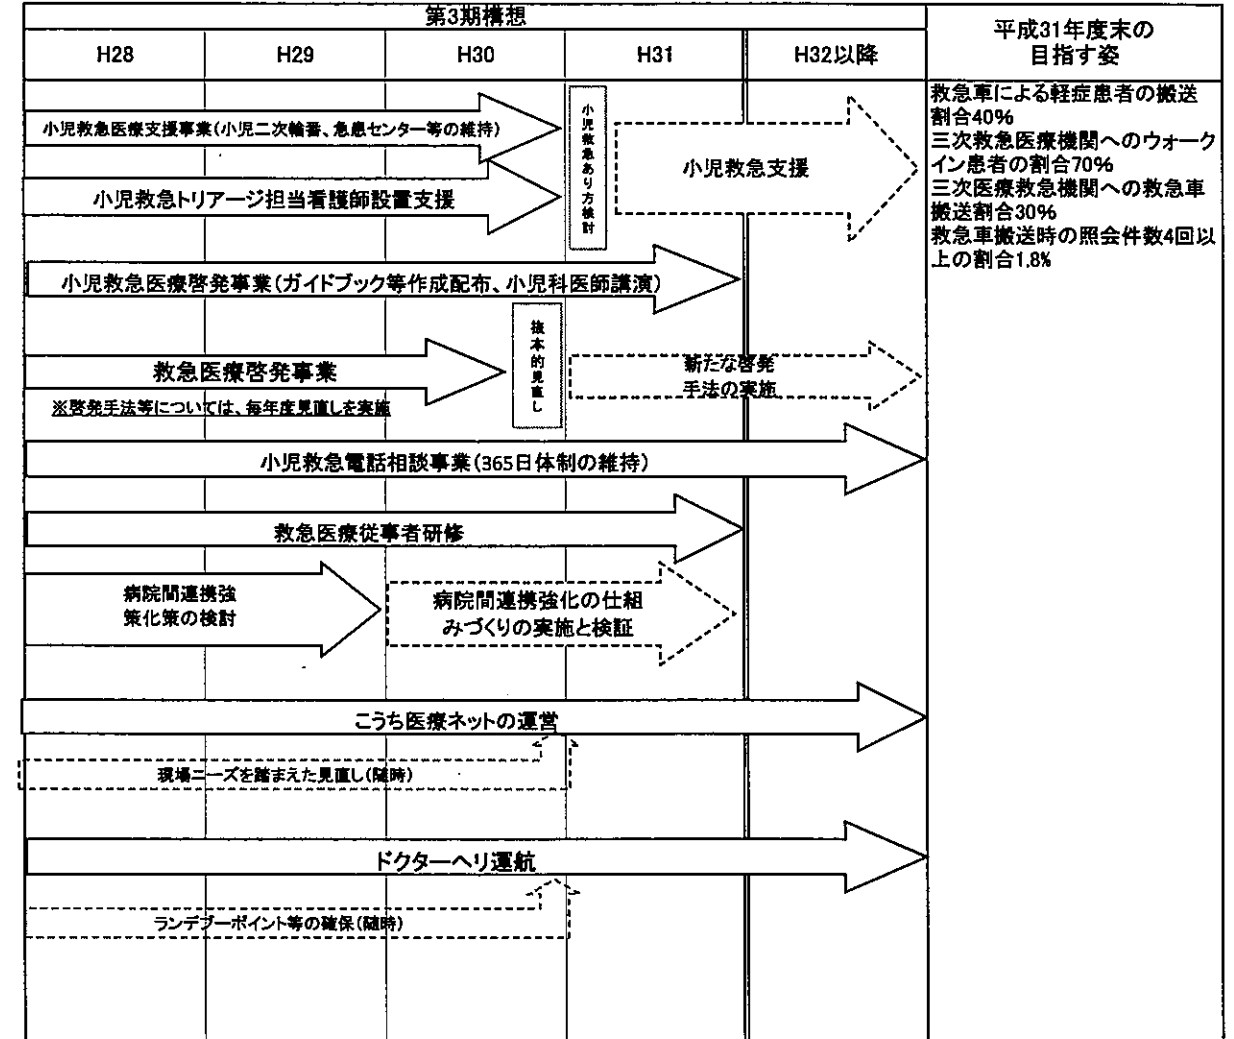 第3期構想
平成31年度末の
目指す姿
H28
H29
H30
H31
H32以降
小児救急医療支援事業(小児二次輪番、急患センター等の維持)
小児救急トリアージ担当看護師設置支援
小児救急あり方検討
小児救急支援
救急車による軽症患者の搬送
割合40%
三次救急医療機関へのウォーク
イン患者の割合70%
三次医療救急機関への救急車
搬送割合30%
救急車搬送時の照会件数4回以
上の割合1.8%
小児救急医療啓発事業(ガイドブック等作成配布、小児科医師講演)
救急医療啓発事業
※啓発手法等については、毎年度見直しを実施
抜本的見直し
新たな啓発
手法の実施
小児救急電話相談事業(365日体制の維持)
救急医療従事者研修
病院間連携強
策化策の検討
病院間連携強化の仕組
みづくりの実施と検証
こうち医療ネットの運営
現場ニーズを踏まえた見直し(随時)
ドクターヘリ運航
ランデブーポイント等の確保(随時)